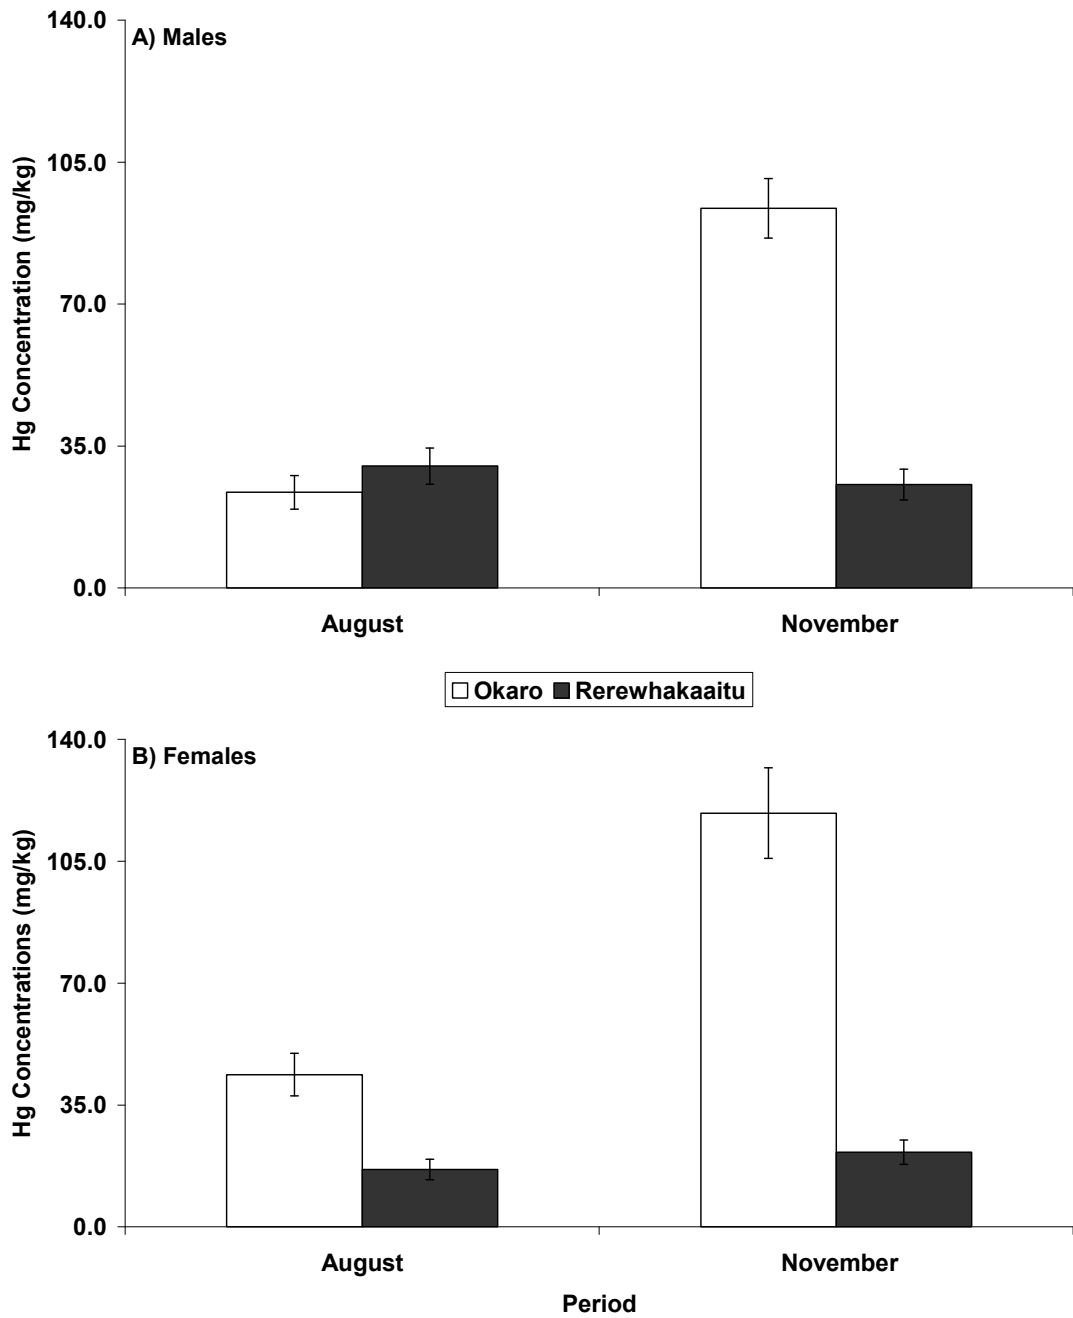 140.0
A) Males
105.0
70.0
35.0
0.0
Hg Concentration (mg/kg)
August
November
Okaro
Rerewhakaaitu
140.0
B) Females
105.0
70.0
35.0
0.0
Hg Concentrations (mg/kg)
August
November
Period